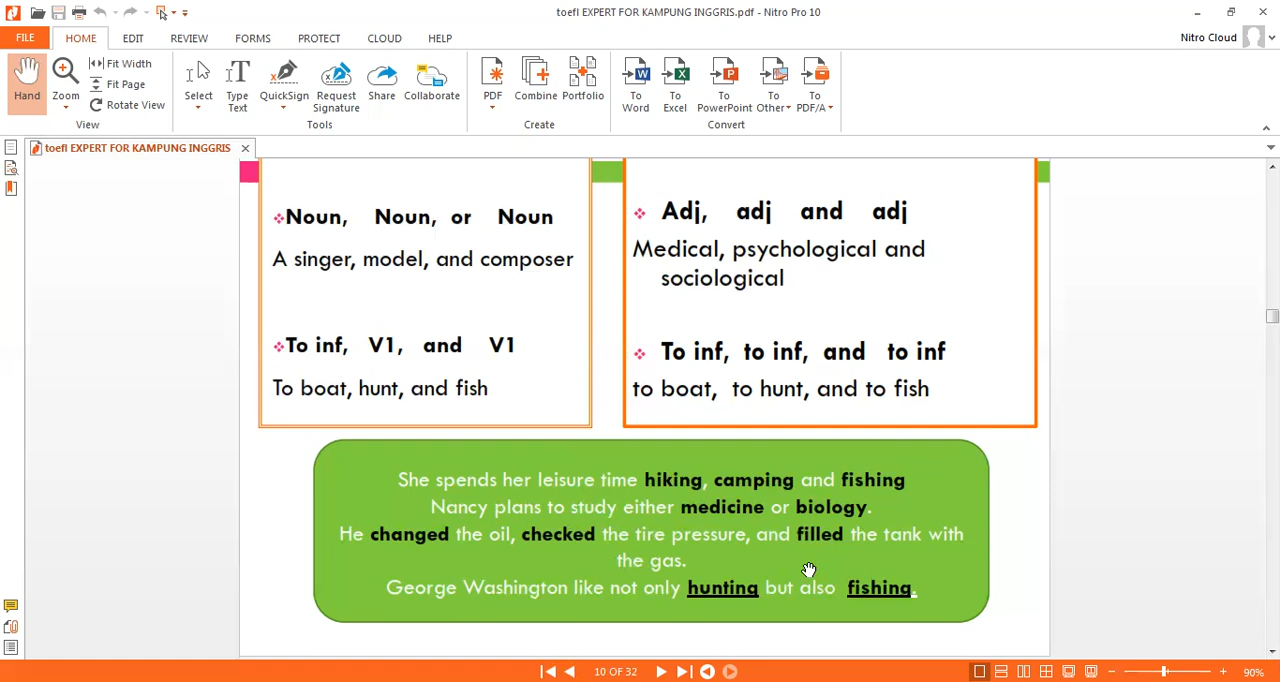 toefl EXPERT FOR KAMPUNG INGGRIS.pdf - Nitro Pro 10
FILE HOME EDIT REVIEW FORMS PROTECT CLOUD HELP
Nitro Cloud
Hand
Zoom
Fit Width
Fit Page
Rotate View
View
Select
Type Text
QuickSign
Request Signature
Share
Collaborate
Tools
PDF
Combine
Portfolio
Create
To Word
To Excel
To PowerPoint
To Other
To PDF/A
Convert
toefl EXPERT FOR KAMPUNG INGGRIS
Noun, Noun, or Noun
A singer, model, and composer
To inf, V1, and V1
To boat, hunt, and fish
Adj, adj and adj
Medical, psychological and
sociological
To inf, to inf, and to inf
to boat, to hunt, and to fish
She spends her leisure time hiking, camping and fishing
Nancy plans to study either medicine or biology.
He changed the oil, checked the tire pressure, and filled the tank with
the gas.
George Washington like not only hunting but also fishing.
10 OF 32
90%